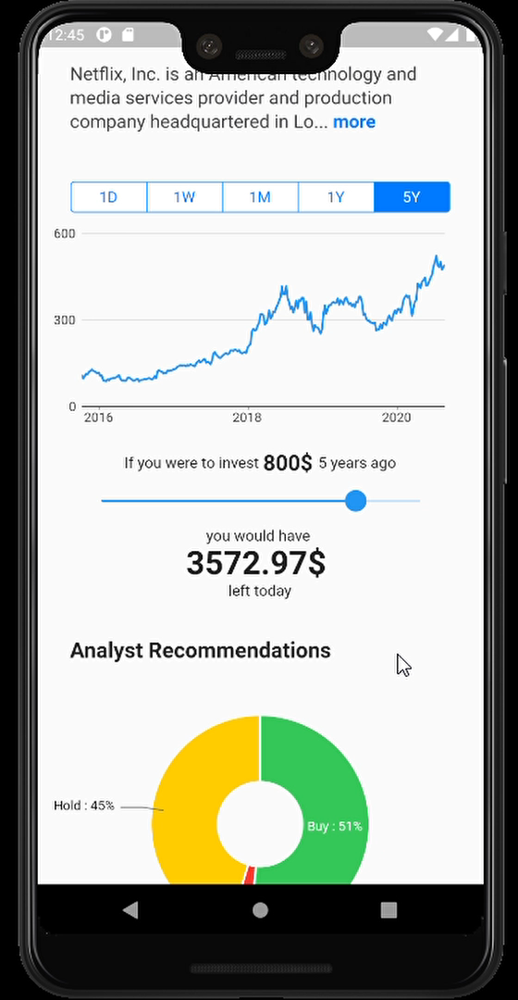 12:45
Netflix, Inc. is an American technology and
media services provider and production
company headquartered in Lo... more
1D 1W 1M 1Y 5Y
600
300
0
2016 2018 2020
If you were to invest 800$ 5 years ago
you would have
3572.97$
left today
Analyst Recommendations
Hold : 45%
Buy : 51%